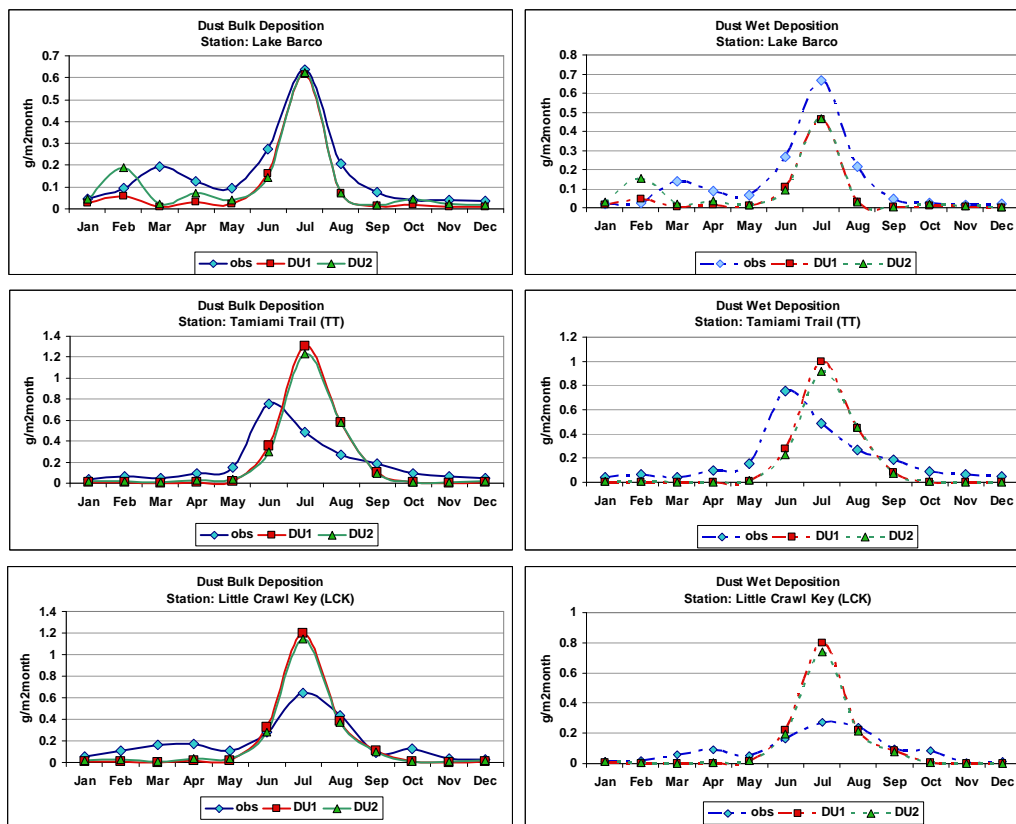 Dust Bulk Deposition
Station: Lake Barco
g/m2month
0.7
0.6
0.5
0.4
0.3
0.2
0.1
0
Jan Feb Mar Apr May Jun Jul Aug Sep Oct Nov Dec
obs DU1 DU2
Dust Wet Deposition
Station: Lake Barco
g/m2month
0.8
0.7
0.6
0.5
0.4
0.3
0.2
0.1
0
Jan Feb Mar Apr May Jun Jul Aug Sep Oct Nov Dec
obs DU1 DU2
Dust Bulk Deposition
Station: Tamiami Trail (TT)
g/m2month
1.4
1.2
1
0.8
0.6
0.4
0.2
0
Jan Feb Mar Apr May Jun Jul Aug Sep Oct Nov Dec
obs DU1 DU2
Dust Wet Deposition
Station: Tamiami Trail (TT)
g/m2month
1.2
1
0.8
0.6
0.4
0.2
0
Jan Feb Mar Apr May Jun Jul Aug Sep Oct Nov Dec
obs DU1 DU2
Dust Bulk Deposition
Station: Little Crawl Key (LCK)
g/m2month
1.4
1.2
1
0.8
0.6
0.4
0.2
0
Jan Feb Mar Apr May Jun Jul Aug Sep Oct Nov Dec
obs DU1 DU2
Dust Wet Deposition
Station: Little Crawl Key (LCK)
g/m2month
1
0.8
0.6
0.4
0.2
0
Jan Feb Mar Apr May Jun Jul Aug Sep Oct Nov Dec
obs DU1 DU2